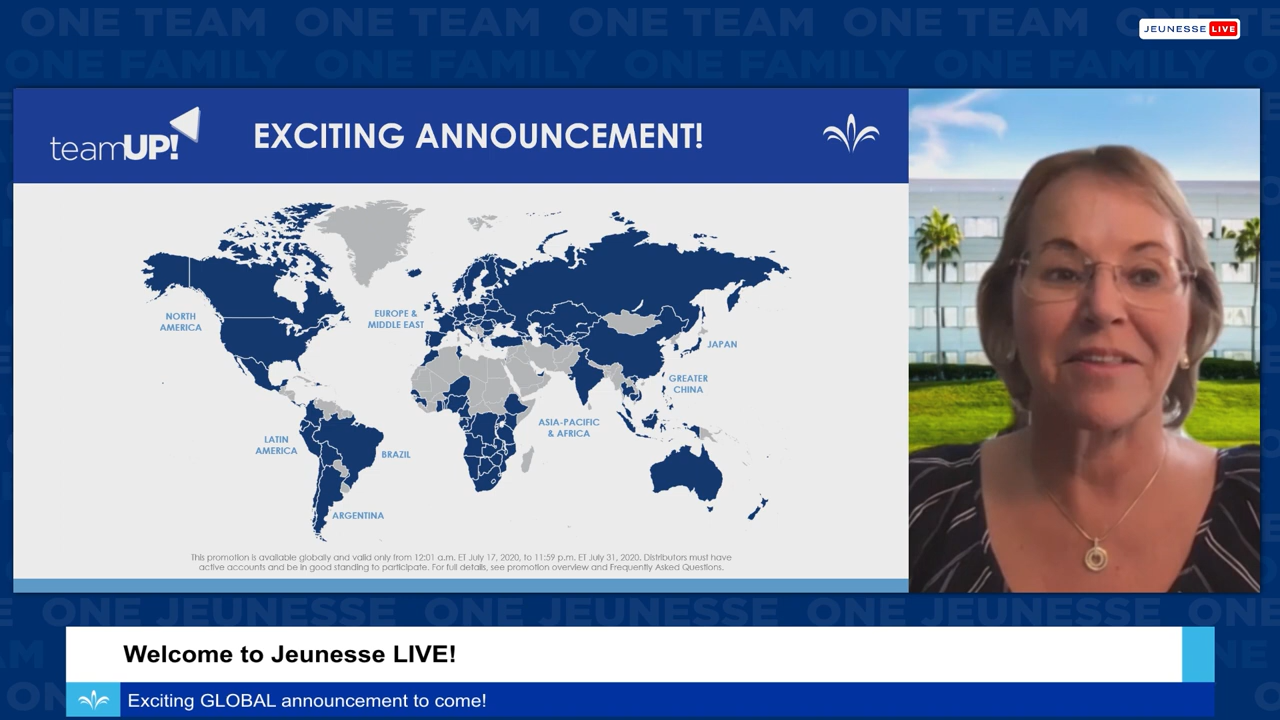 ONE TEAM ONE TEAM ONE TEAM ONE TEAM ONE TE
ONE FAMILY ONE FAMILY ONE FAMILY ONE FAMILY ONE
JEUNESSE LIVE
teamUP!
EXCITING ANNOUNCEMENT!
NORTH
AMERICA
EUROPE &
MIDDLE EAST
JAPAN
GREATER
CHINA
ASIA-PACIFIC
& AFRICA
LATIN
AMERICA
BRAZIL
ARGENTINA
This promotion is available globally and valid only from 12:01 a.m. ET July 17, 2020, to 11:59 p.m. ET July 31, 2020. Distributors must have
active accounts and be in good standing to participate. For full details, see promotion overview and Frequently Asked Questions.
ONE JEUNESSE ONE JEUNESSE ONE JEUNESSE ONE
Welcome to Jeunesse LIVE!
Exciting GLOBAL announcement to come!